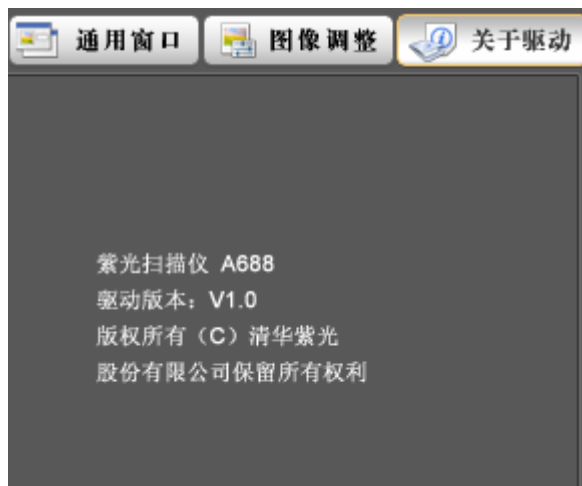 通用窗口 图像调整 关于驱动
紫光扫描仪 A688
驱动版本：V1.0
版权所有（C）清华紫光
股份有限公司保留所有权利